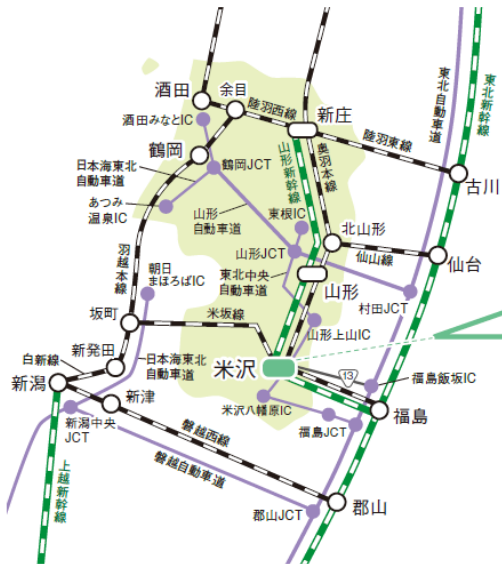 酒田
余目
陸羽西線
新庄
酒田みなとIC
陸羽東線
東北自動車道
東北新幹線
鶴岡
鶴岡JCT
山形新幹線
奥羽本線
古川
日本海東北
自動車道
あつみ
温泉IC
山形
自動車道
東根IC
北山形
仙山線
仙台
山形JCT
羽越本線
朝日
まほろばIC
東北中央
自動車道
山形
村田JCT
坂町
米坂線
山形上山IC
白新線
新発田
日本海東北
自動車道
米沢
13
福島飯坂IC
新潟
新津
米沢八幡原IC
福島
新潟中央
JCT
福島JCT
磐越西線
磐越自動車道
上越新幹線
郡山JCT
郡山